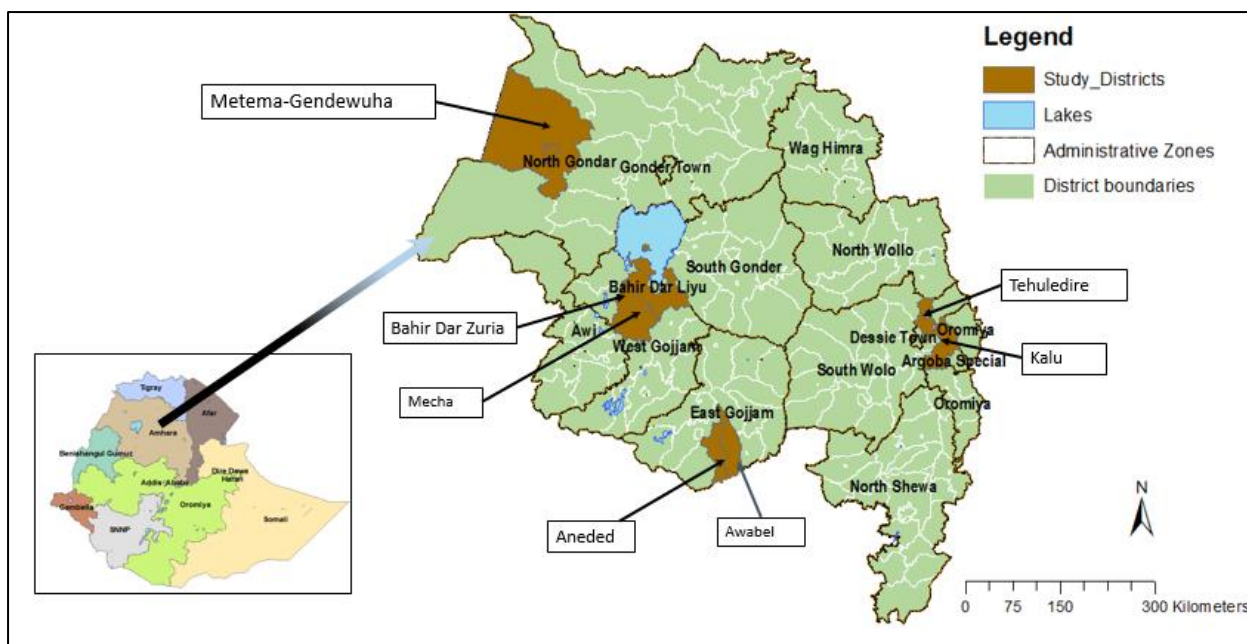 Legend
Study_Districts
Lakes
Administrative Zones
District boundaries
Metema-Gendewuha
North Gondar
Gonder Town
Wag Himra
North Wollo
South Gonder
Bahir Dar Liyu
Bahir Dar Zuria
Awi
West Gojjam
Mecha
Tehuledire
Dessie Town
Oromiya
Kalu
Argoba Special
South Wolo
Oromiya
East Gojjam
North Shewa
Aneded
Awabel
N
0 75 150 300 Kilometers
Tigray
Afar
Amhara
Benishangul Gumuz
Dire Dawa
Harari
Addis Ababa
Oromiya
Gambella
SNNP
Somali